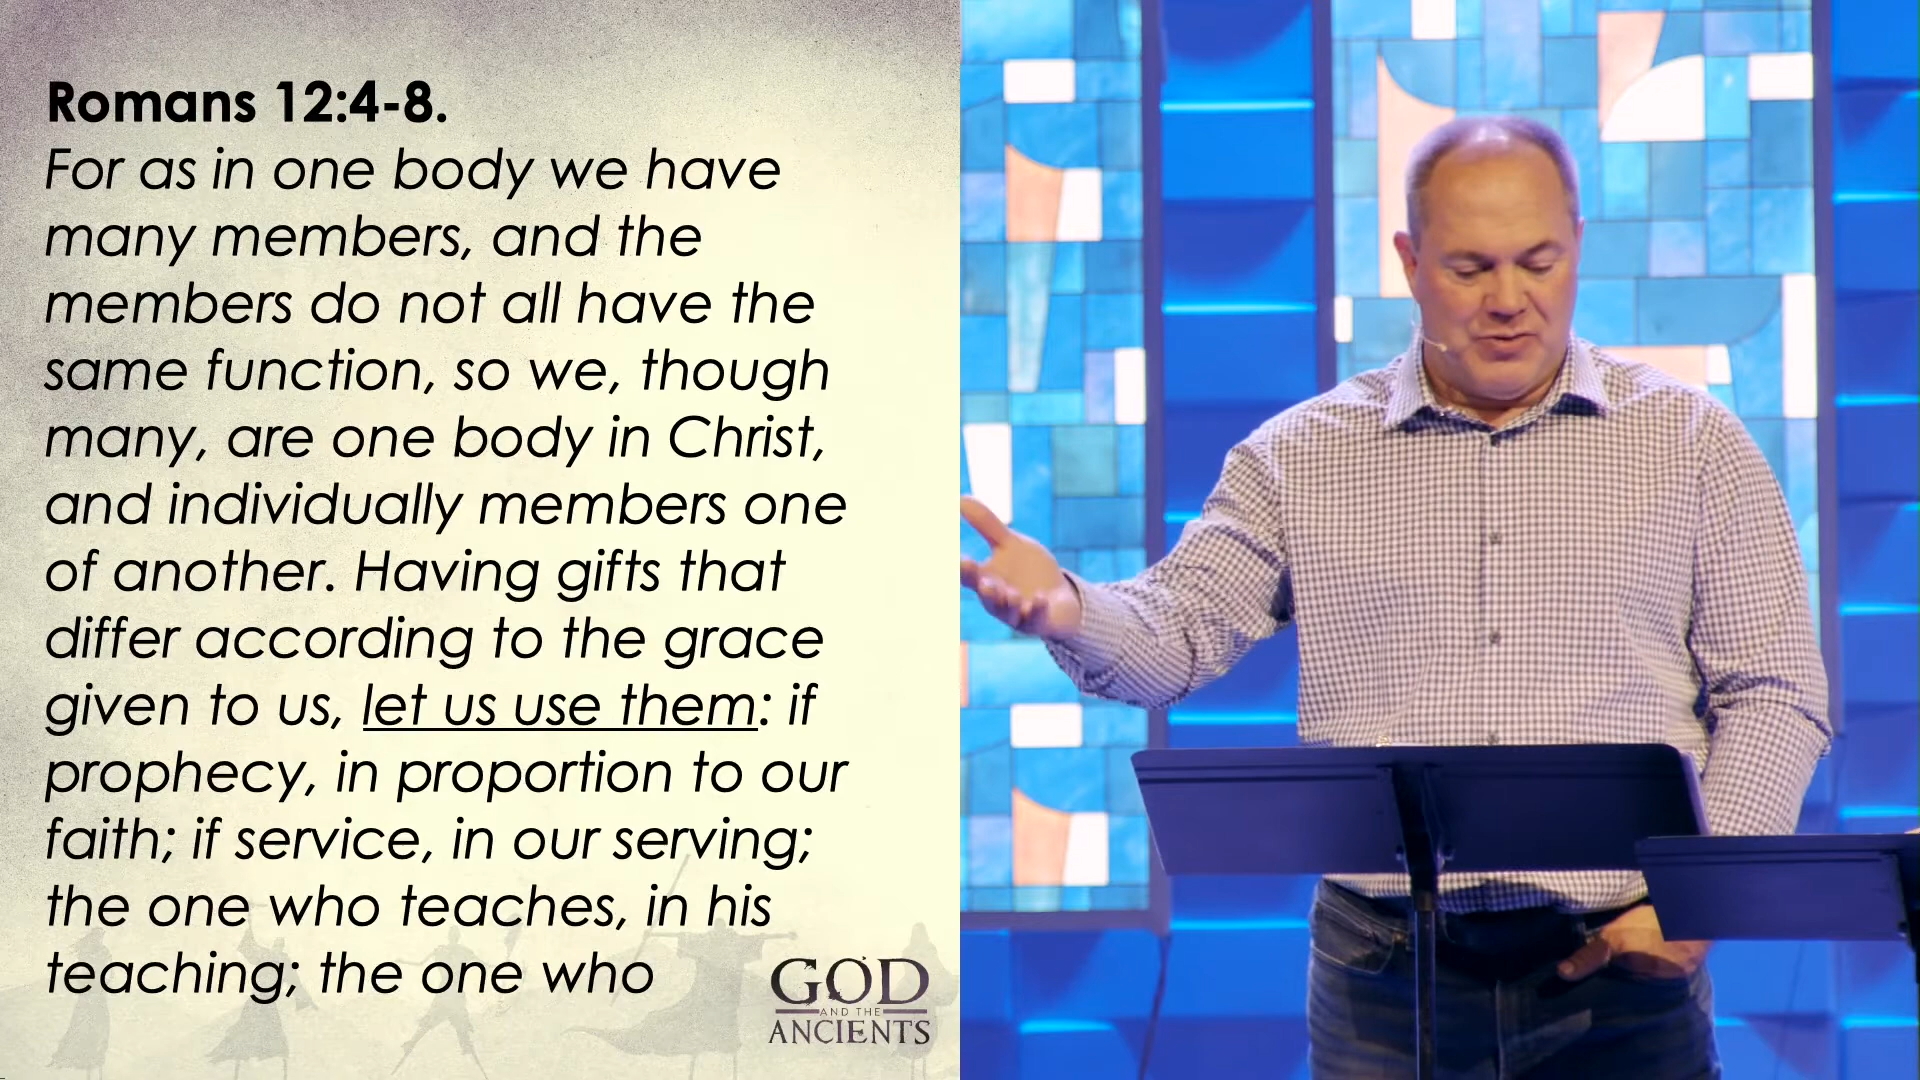 Romans 12:4-8.
For as in one body we have
many members, and the
members do not all have the
same function, so we, though
many, are one body in Christ,
and individually members one
of another. Having gifts that
differ according to the grace
given to us, let us use them: if
prophecy, in proportion to our
faith; if service, in our serving;
the one who teaches, in his
teaching; the one who
GOD
AND THE
ANCIENTS